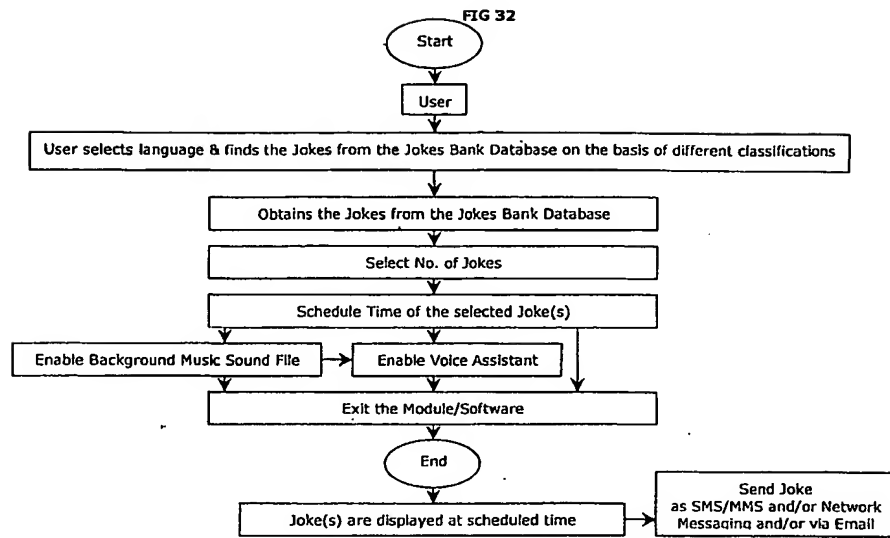 FIG 32
Start
User
User selects language & finds the Jokes from the Jokes Bank Database on the basis of different classifications
Obtains the Jokes from the Jokes Bank Database
Select No. of Jokes
Schedule Time of the selected Joke(s)
Enable Background Music Sound File
Enable Voice Assistant
Exit the Module/Software
End
Joke(s) are displayed at scheduled time
Send Joke
as SMS/MMS and/or Network
Messaging and/or via Email